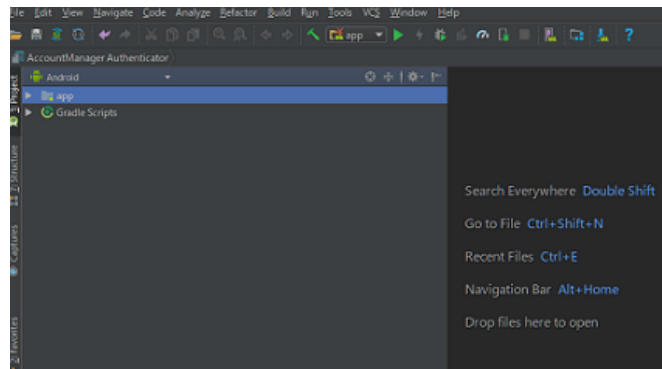 ile Edit View Navigate Code Analyze Refactor Build Run Tools VCS Window Help
app
AccountManager Authenticator
Android
app
Gradle Scripts
1: Project
7: Structure
Captures
2: Favorites
Search Everywhere Double Shift
Go to File Ctrl+Shift+N
Recent Files Ctrl+E
Navigation Bar Alt+Home
Drop files here to open